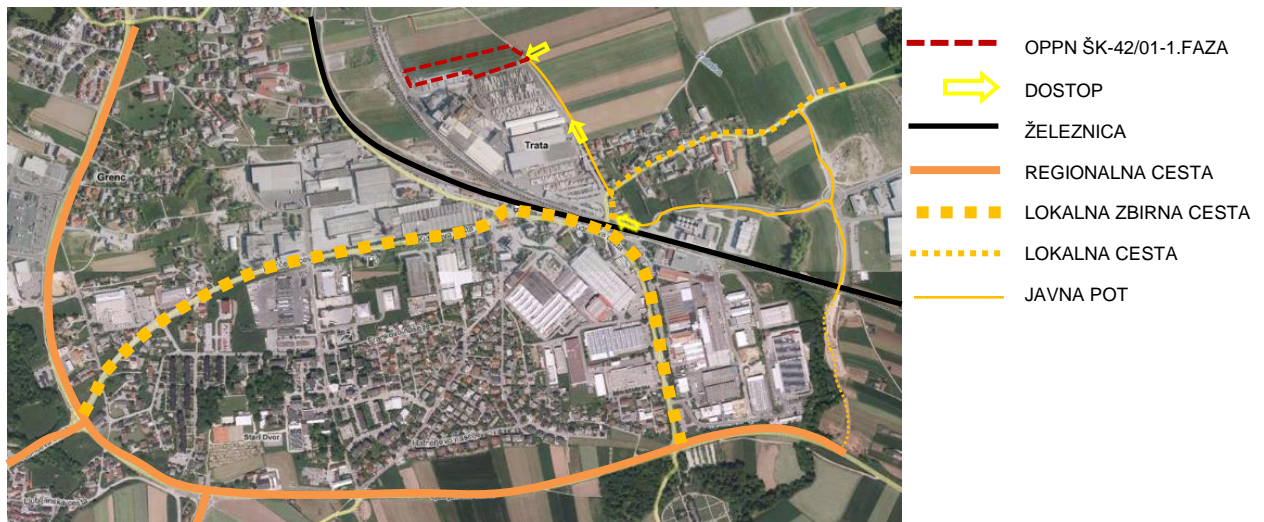 OPPN ŠK-42/01-1.FAZA
DOSTOP
ŽELEZNICA
REGIONALNA CESTA
LOKALNA ZBIRNA CESTA
LOKALNA CESTA
JAVNA POT
Trata
Grenc
Stari Dvor